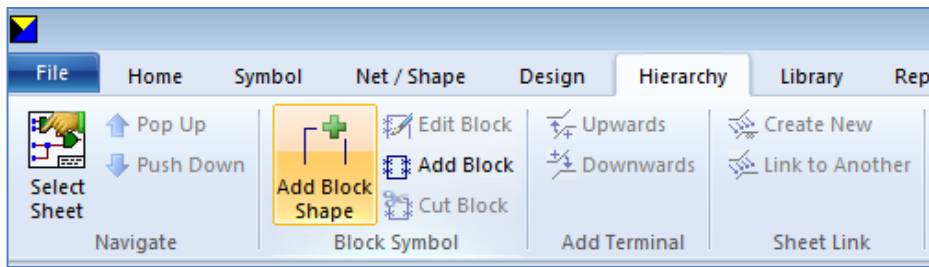 File Home Symbol Net / Shape Design Hierarchy Library Rep
Select Sheet
Pop Up
Push Down
Navigate
Add Block Shape
Edit Block
Add Block
Cut Block
Block Symbol
Upwards
Downwards
Add Terminal
Create New
Link to Another
Sheet Link